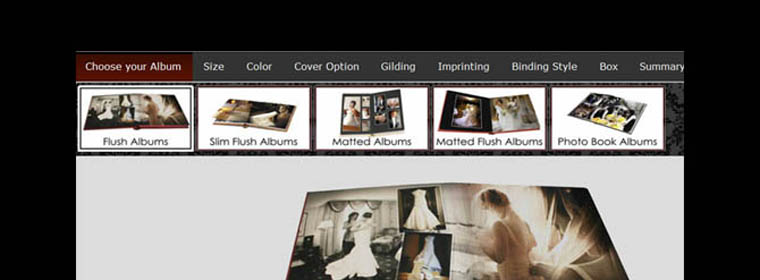 Choose your Album Size Color Cover Option Gilding Imprinting Binding Style Box Summary
Flush Albums Slim Flush Albums Matted Albums Matted Flush Albums Photo Book Albums